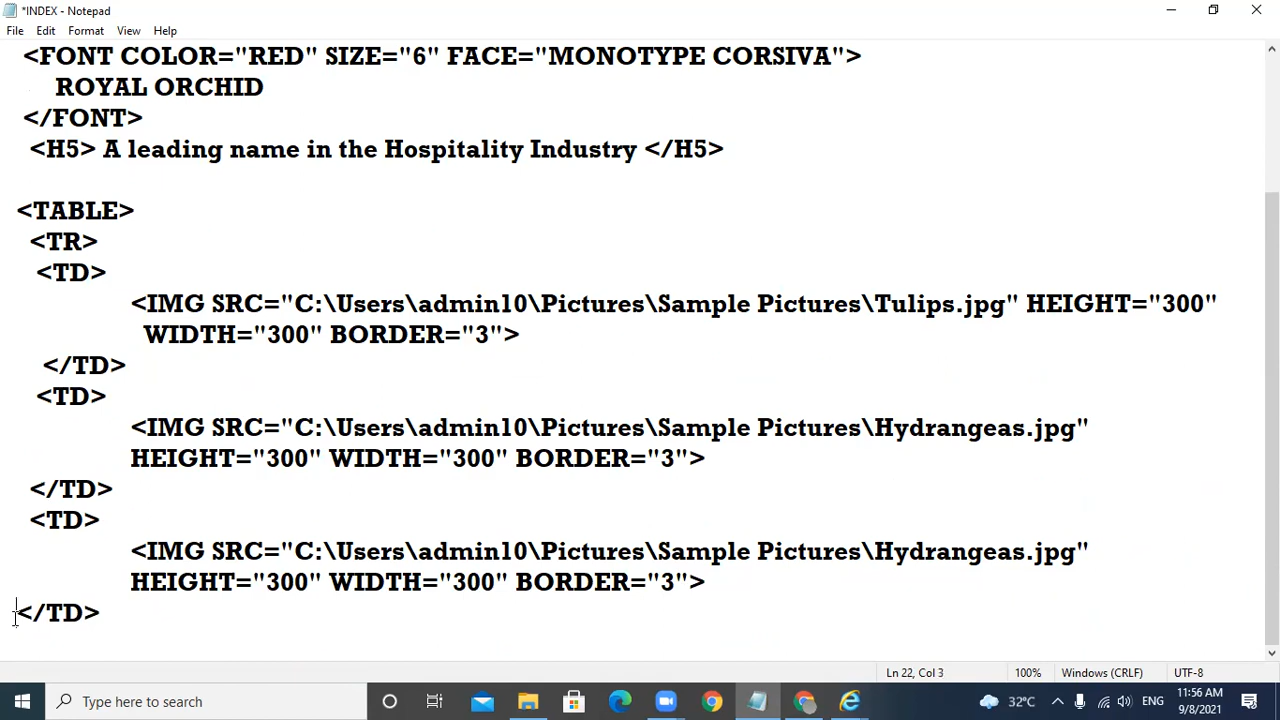 *INDEX - Notepad
File Edit Format View Help
<FONT COLOR="RED" SIZE="6" FACE="MONOTYPE CORSIVA">
ROYAL ORCHID
</FONT>
<H5> A leading name in the Hospitality Industry </H5>
<TABLE>
<TR>
<TD>
<IMG SRC="C:\Users\admin10\Pictures\Sample Pictures\Tulips.jpg" HEIGHT="300"
WIDTH="300" BORDER="3">
</TD>
<TD>
<IMG SRC="C:\Users\admin10\Pictures\Sample Pictures\Hydrangeas.jpg"
HEIGHT="300" WIDTH="300" BORDER="3">
</TD>
<TD>
<IMG SRC="C:\Users\admin10\Pictures\Sample Pictures\Hydrangeas.jpg"
HEIGHT="300" WIDTH="300" BORDER="3">
</TD>
Ln 22, Col 3 100% Windows (CRLF) UTF-8
Type here to search 32°C ENG 11:56 AM
9/8/2021